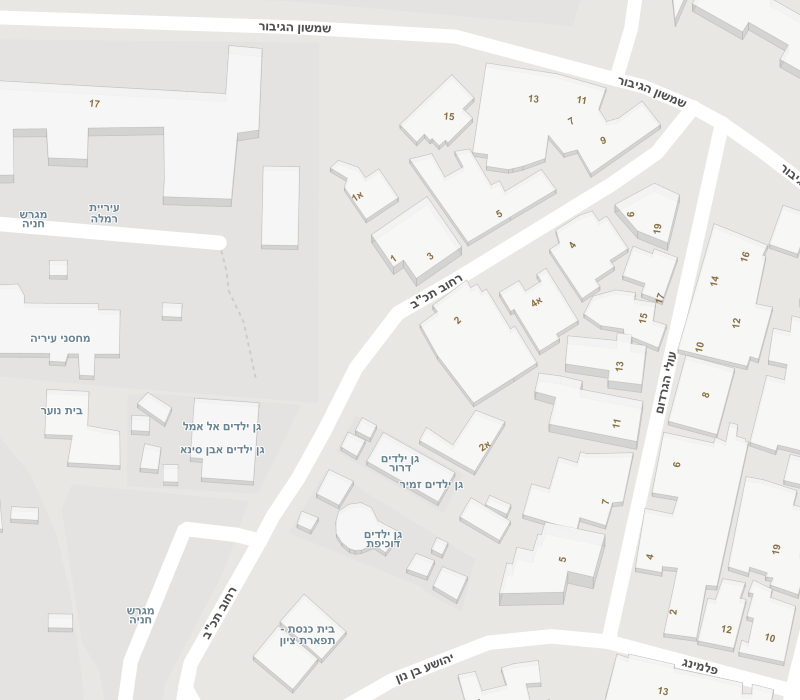 שמשון הגיבור
שמשון הגיבור
יבור
17
15
13
11
7
9
1א
5
1
3
6
19
4
16
14
12
10
17
15
13
4א
2
עיריית
רמלה
מגרש
חניה
רחוב תכ"ב
מחסני עיריה
עולי הגרדום
8
11
2א
בית נוער
גן ילדים אל אמל
גן ילדים אבן סינא
גן ילדים
דרור
גן ילדים זמיר
גן ילדים
דוכיפת
7
5
6
4
2
19
12
10
מגרש
חניה
רחוב תכ"ב
בית כנסת -
תפארת ציון
יהושע בן נון
פלמינג
13